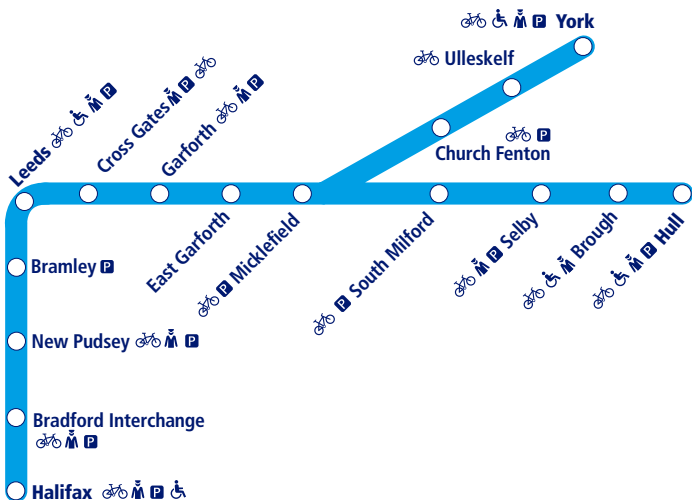 York
Ulleskelf
Church Fenton
Leeds P
Cross Gates P
Garforth P
East Garforth
P Micklefield
P South Milford
P Selby
Brough
P Hull
Bramley P
New Pudsey P
Bradford Interchange
P
Halifax P
P
P